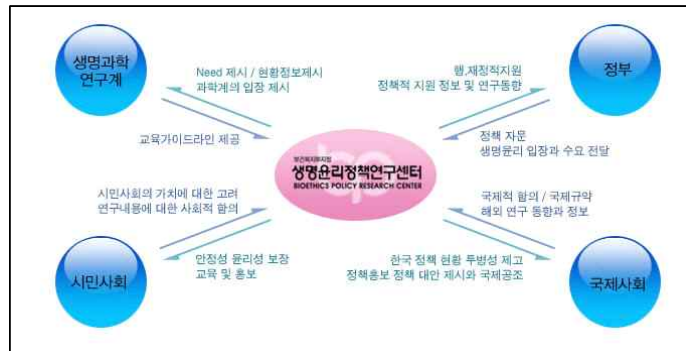 생명과학
연구계
Need 제시 / 현황정보제시
과학계의 입장 제시
교육가이드라인 제공
행,재정적지원
정책적 지원 정보 및 연구동향
정부
정책 자문
생명윤리 입장과 수요 전달
보건복지부지정
생명윤리정책연구센터
BIOETHICS POLICY RESEARCH CENTER
시민사회의 가치에 대한 고려
연구내용에 대한 사회적 함의
시민사회
안정성 윤리성 보장
교육 및 홍보
국제적 함의 / 국제규약
해외 연구 동향과 정보
한국 정책 현황 투병성 제고
정책홍보 정책 대안 제시와 국제공조
국제사회